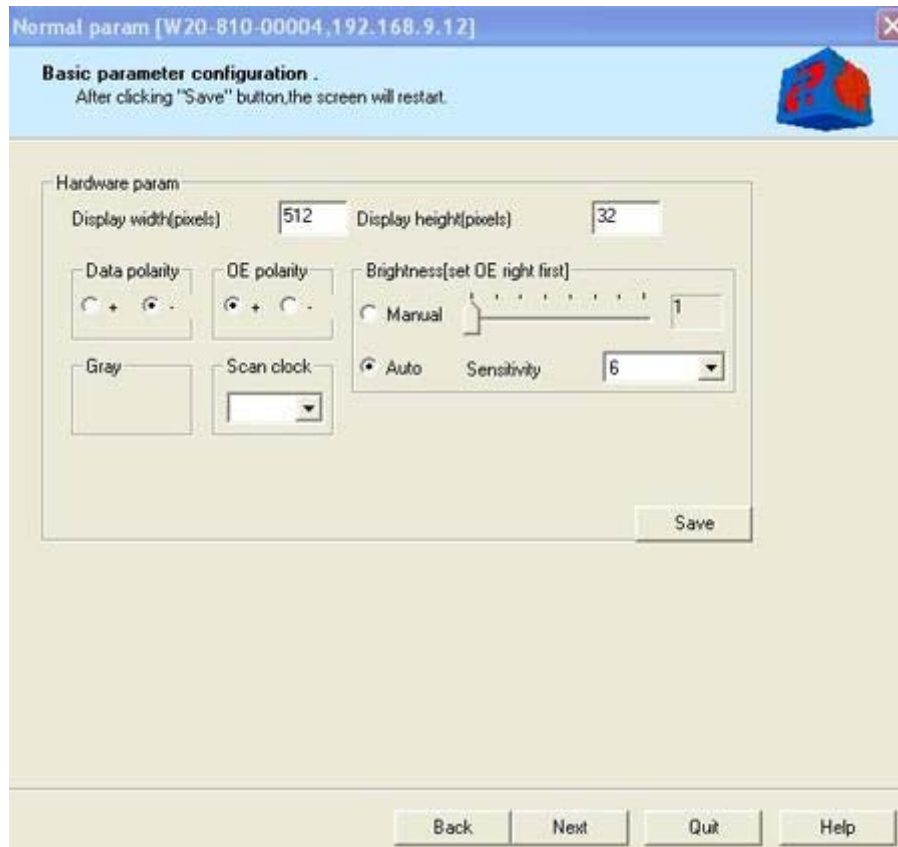 Normal param [W20-810-00004,192.168.9.12]
Basic parameter configuration .
After clicking "Save" button,the screen will restart.
Hardware param
Display width(pixels) 512 Display height(pixels) 32
Data polarity OE polarity Brightness[set OE right first]
+ - + - Manual 1
Gray Scan clock Auto Sensitivity 6
Save
Back Next Quit Help